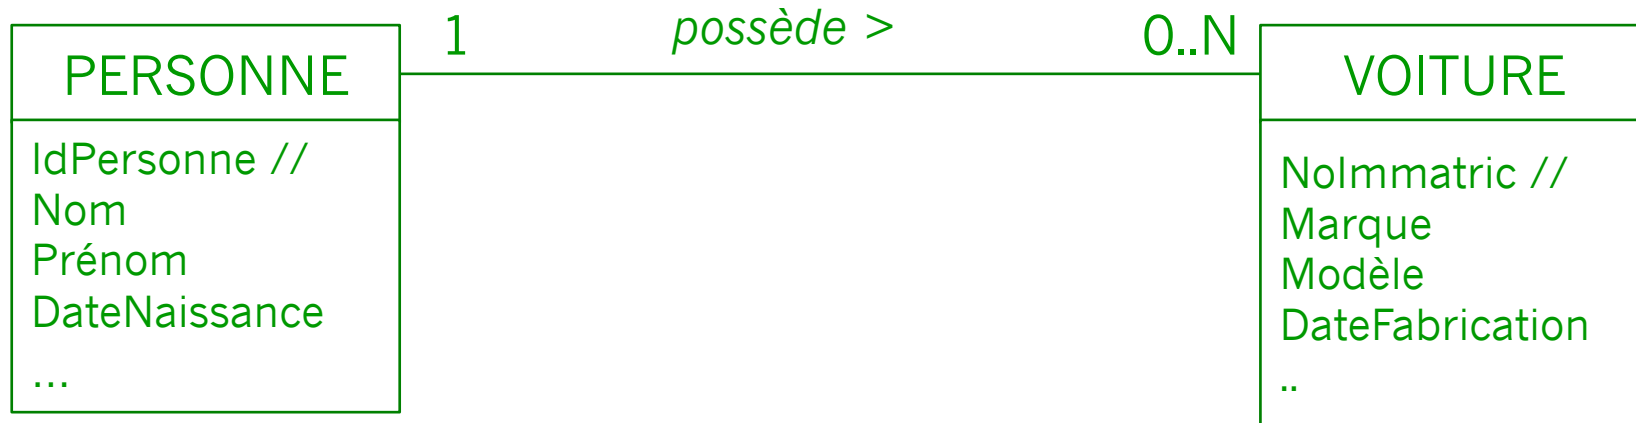 PERSONNE
1
possède >
0..N
VOITURE
IdPersonne //
Nom
Prénom
DateNaissance
...
NoImmatric //
Marque
Modèle
DateFabrication
..